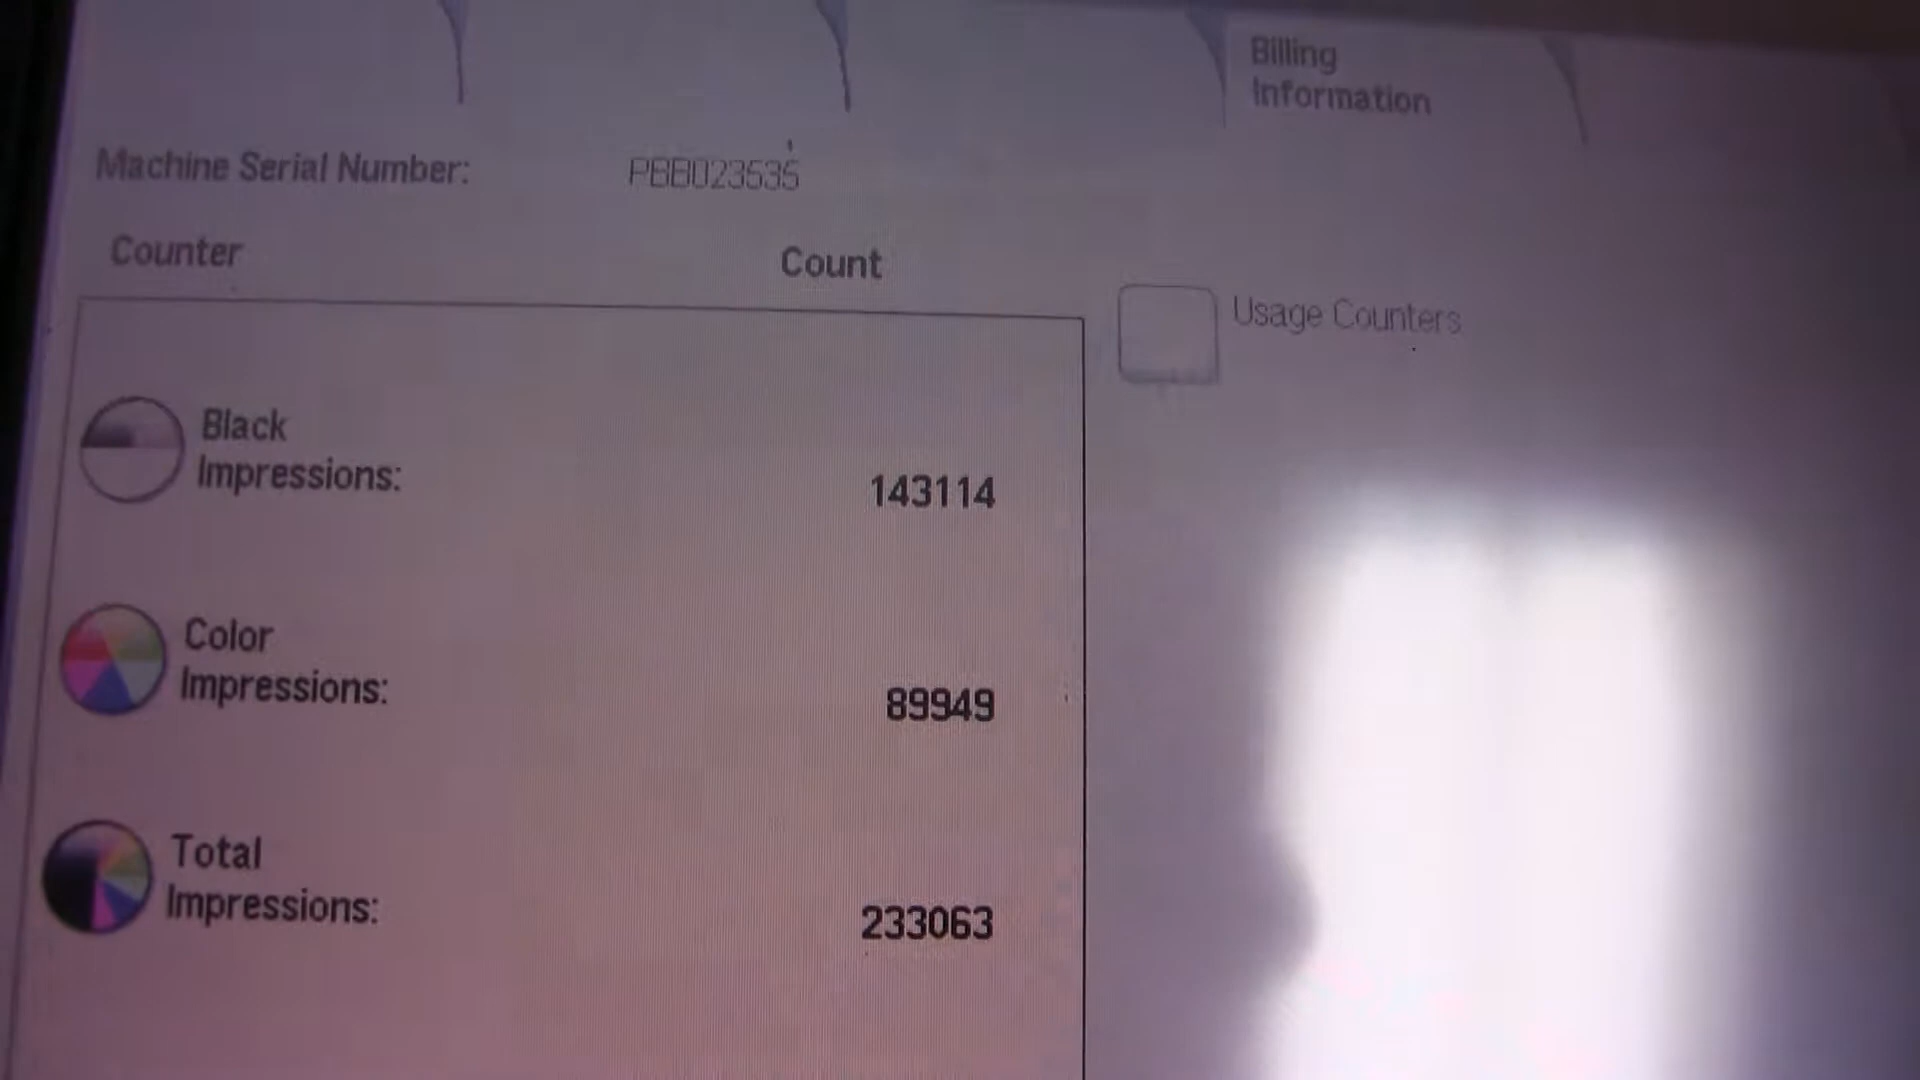 Billing
Information
Machine Serial Number: PBB023535
Counter Count
Usage Counters
Black
Impressions:
143114
Color
Impressions:
89949
Total
Impressions:
233063